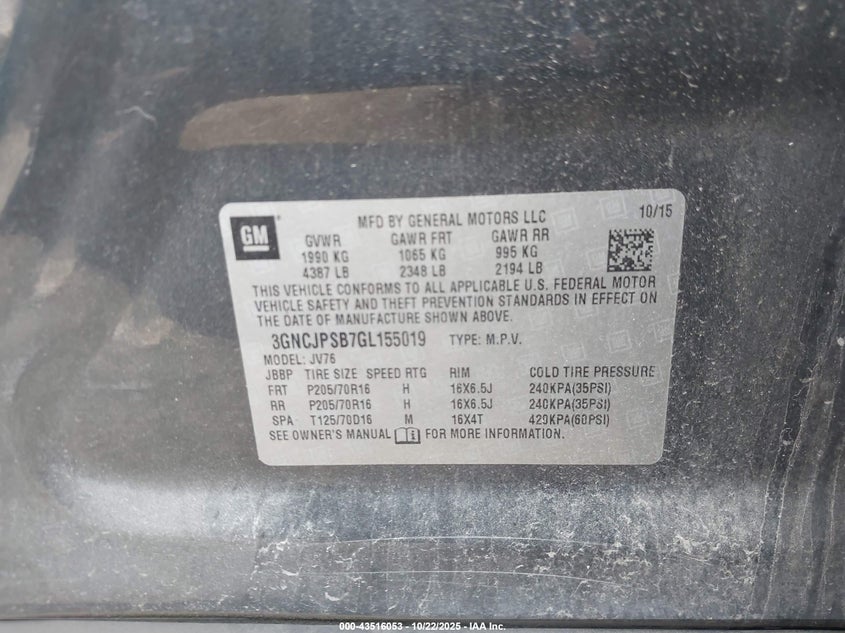 GM
MFD BY GENERAL MOTORS LLC 10/15
GVWR GAWR FRT GAWR RR
1990 KG 1065 KG 995 KG
4387 LB 2348 LB 2194 LB
THIS VEHICLE CONFORMS TO ALL APPLICABLE U.S. FEDERAL MOTOR
VEHICLE SAFETY AND THEFT PREVENTION STANDARDS IN EFFECT ON
THE DATE OF MANUFACTURE SHOWN ABOVE.
3GNCJPSB7GL155019 TYPE: M.P.V.
MODEL: JV76
JBBP TIRE SIZE SPEED RTG RIM COLD TIRE PRESSURE
FRT P205/70R16 H 16X6.5J 240KPA(35PSI)
RR P205/70R16 H 16X6.5J 240KPA(35PSI)
SPA T125/70D16 M 16X4T 429KPA(60PSI)
SEE OWNER'S MANUAL FOR MORE INFORMATION.
000-43516053 - 10/22/2025 - IAA Inc.